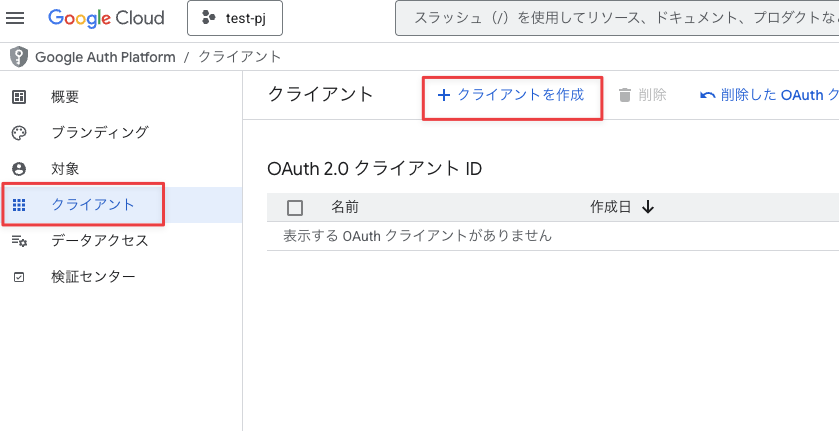 Google Cloud test-pj スラッシュ（/）を使用してリソース、ドキュメント、プロダクトな
Google Auth Platform / クライアント
概要
ブランディング
対象
クライアント
データアクセス
検証センター
クライアント + クライアントを作成 削除 削除した OAuth ク
OAuth 2.0 クライアント ID
名前 作成日
表示する OAuth クライアントがありません